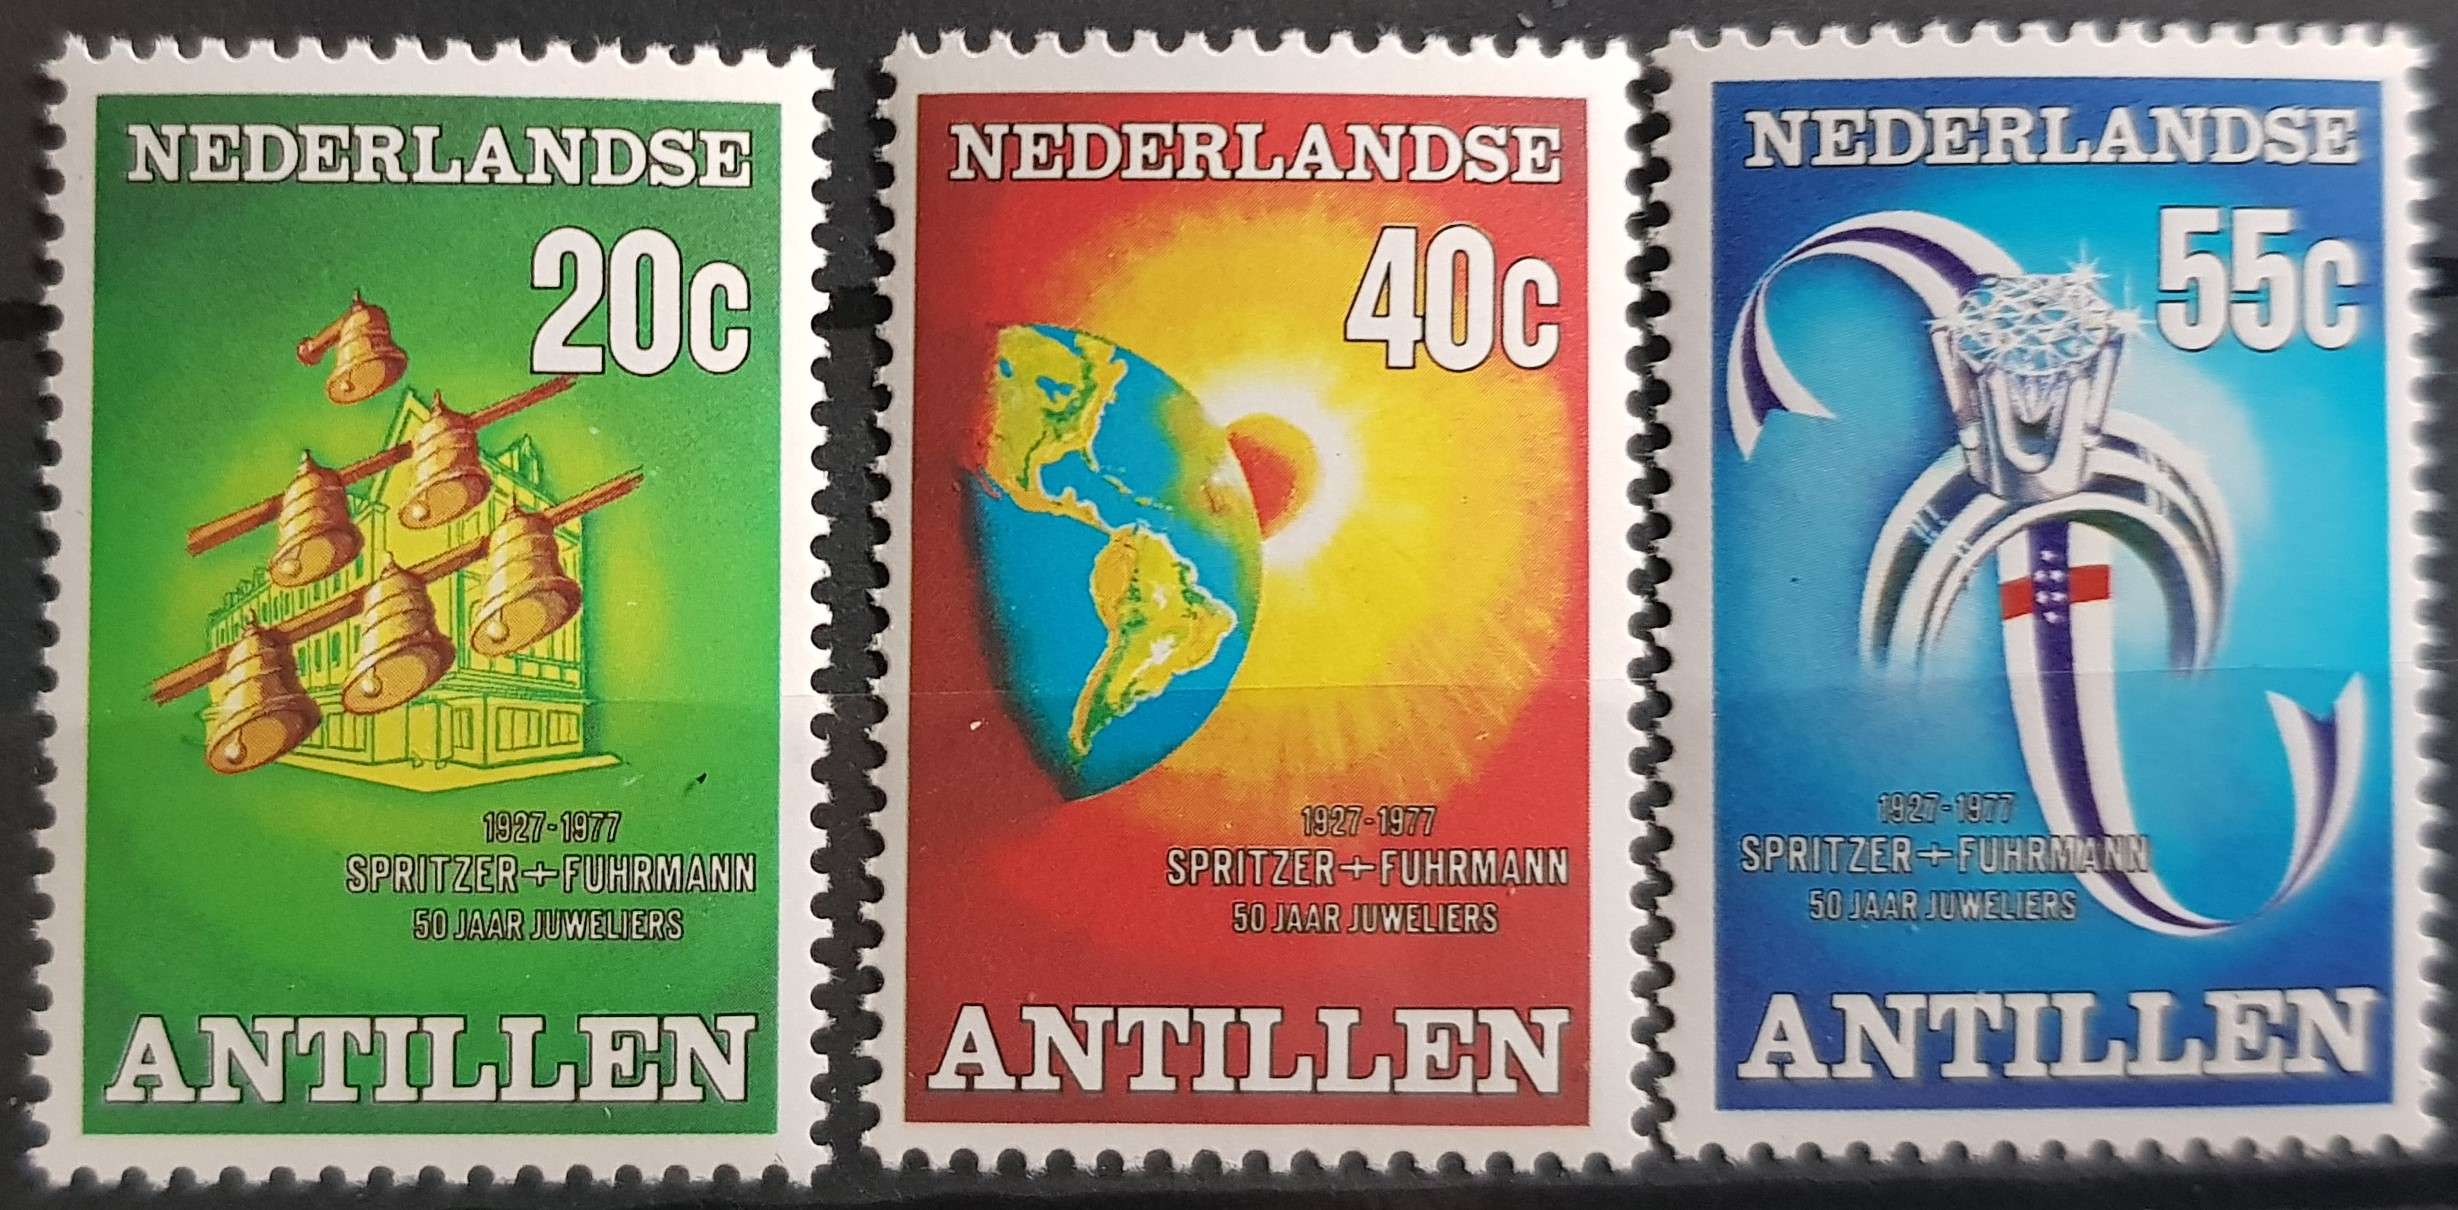 NEDERLANDSE
20c
1927-1977
SPRITZER+FUHRMANN
50 JAAR JUWELIERS
ANTILLEN
NEDERLANDSE
40c
1927-1977
SPRITZER+FUHRMANN
50 JAAR JUWELIERS
ANTILLEN
NEDERLANDSE
55c
1927-1977
SPRITZER+FUHRMANN
50 JAAR JUWELIERS
ANTILLEN